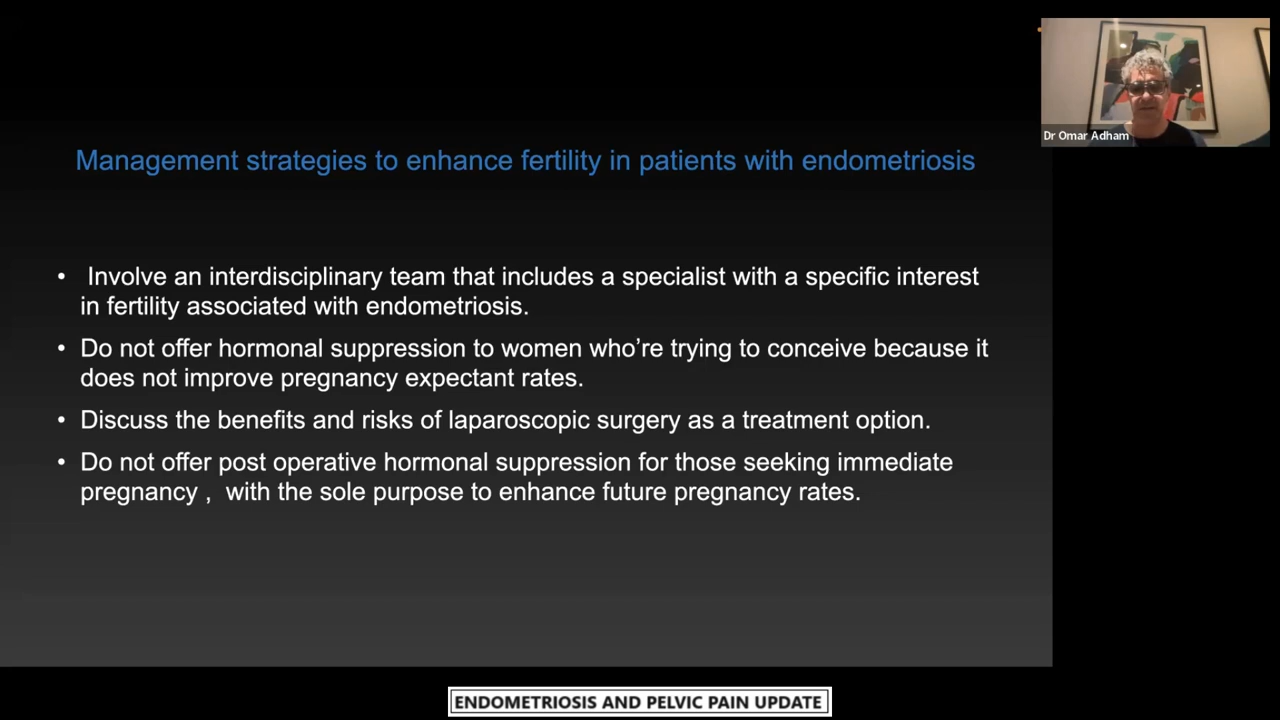 Dr Omar Adham
Management strategies to enhance fertility in patients with endometriosis
• Involve an interdisciplinary team that includes a specialist with a specific interest
in fertility associated with endometriosis.
• Do not offer hormonal suppression to women who’re trying to conceive because it
does not improve pregnancy expectant rates.
• Discuss the benefits and risks of laparoscopic surgery as a treatment option.
• Do not offer post operative hormonal suppression for those seeking immediate
pregnancy , with the sole purpose to enhance future pregnancy rates.
ENDOMETRIOSIS AND PELVIC PAIN UPDATE